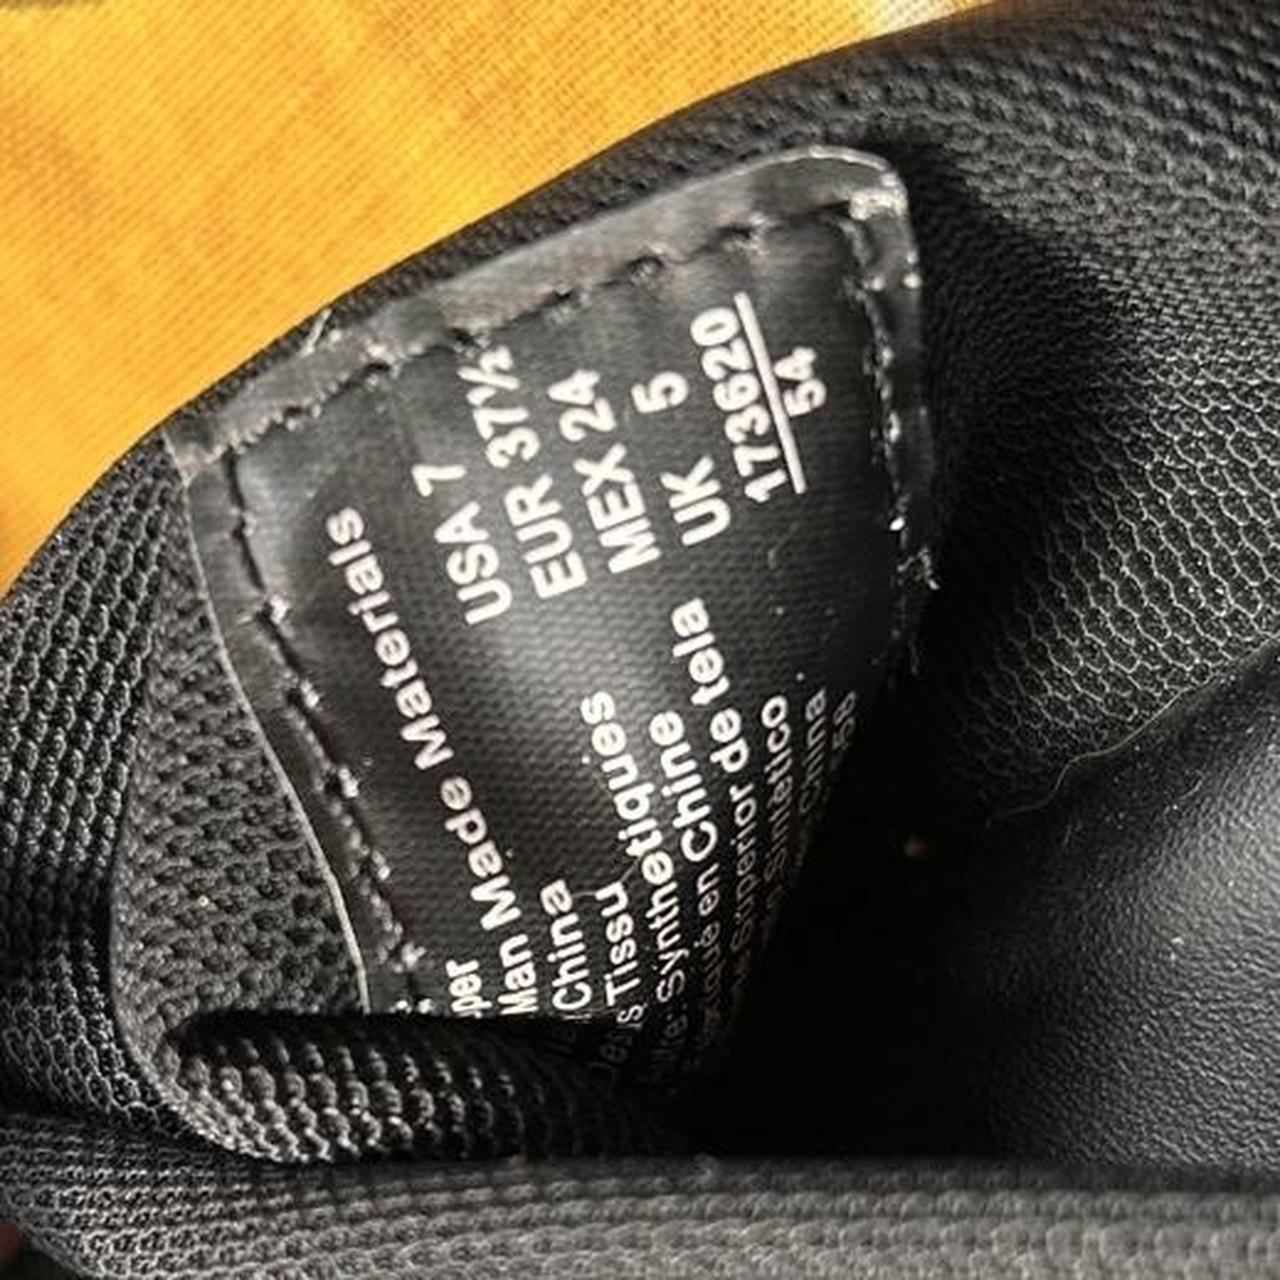 USA 7
EUR 37½
MEX 24
UK 5
173620
54
Man Made Materials
China
Tissu
Synthetiques
en Chine
Superior de tela
Sintetico
China